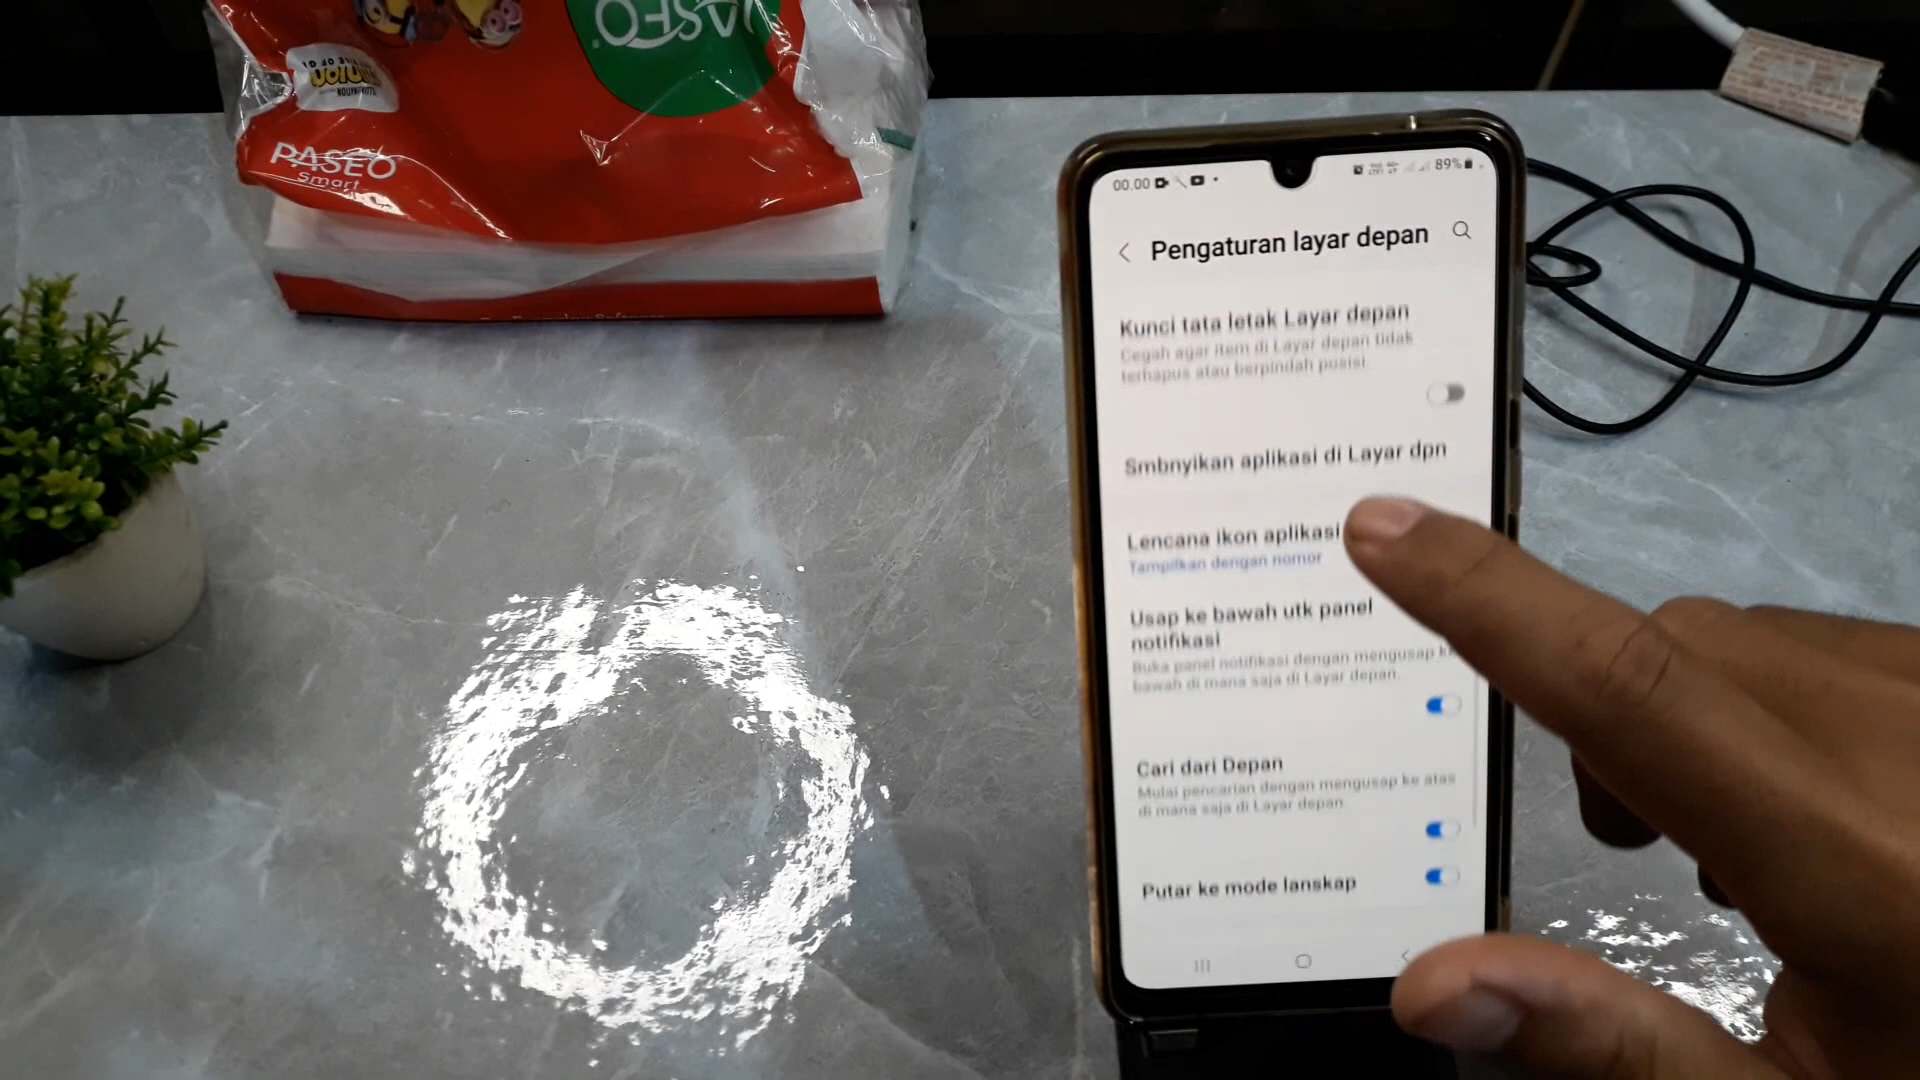 PASEO
PASEO
Smart
00.00
89%
Pengaturan layar depan
Kunci tata letak Layar depan
Cegah agar item di Layar depan tidak
terhapus atau berpindah posisi.
Smbnyikan aplikasi di Layar dpn
Lencana ikon aplikasi
Tampilkan dengan nomor
Usap ke bawah utk panel
notifikasi
Buka panel notifikasi dengan mengusap ke
bawah di mana saja di Layar depan.
Cari dari Depan
Mulai pencarian dengan mengusap ke atas
di mana saja di Layar depan.
Putar ke mode lanskap